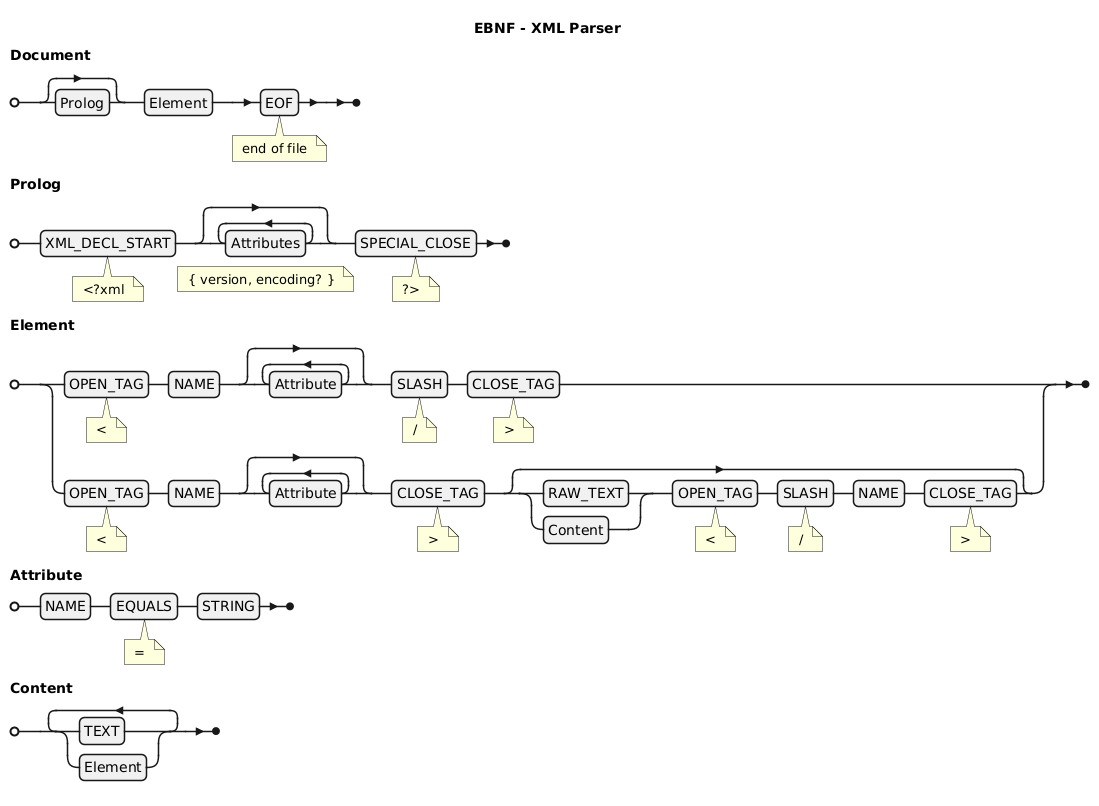 EBNF - XML Parser
Document
Prolog Element EOF
end of file
Prolog
XML_DECL_START Attributes SPECIAL_CLOSE
<?xml { version, encoding? } ?>
Element
OPEN_TAG NAME Attribute SLASH CLOSE_TAG
< / >
OPEN_TAG NAME Attribute CLOSE_TAG RAW_TEXT OPEN_TAG SLASH NAME CLOSE_TAG
Content
< > < / >
Attribute
NAME EQUALS STRING
=
Content
TEXT
Element